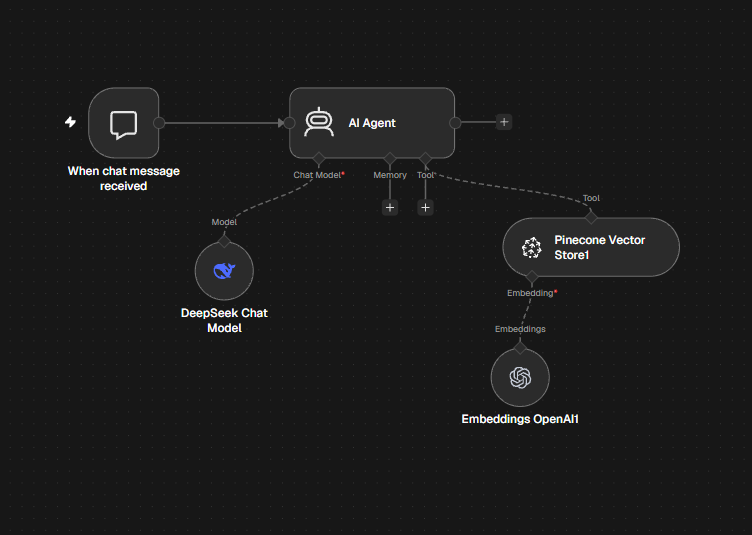 AI Agent
When chat message
received
Chat Model*
Memory
Tool
Model
Tool
DeepSeek Chat
Model
Pinecone Vector
Store1
Embedding*
Embeddings
Embeddings OpenAI1